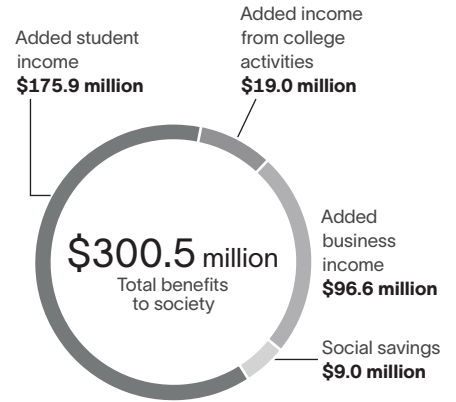 Added student
income
$175.9 million
Added income
from college
activities
$19.0 million
$300.5 million
Total benefits
to society
Added
business
income
$96.6 million
Social savings
$9.0 million